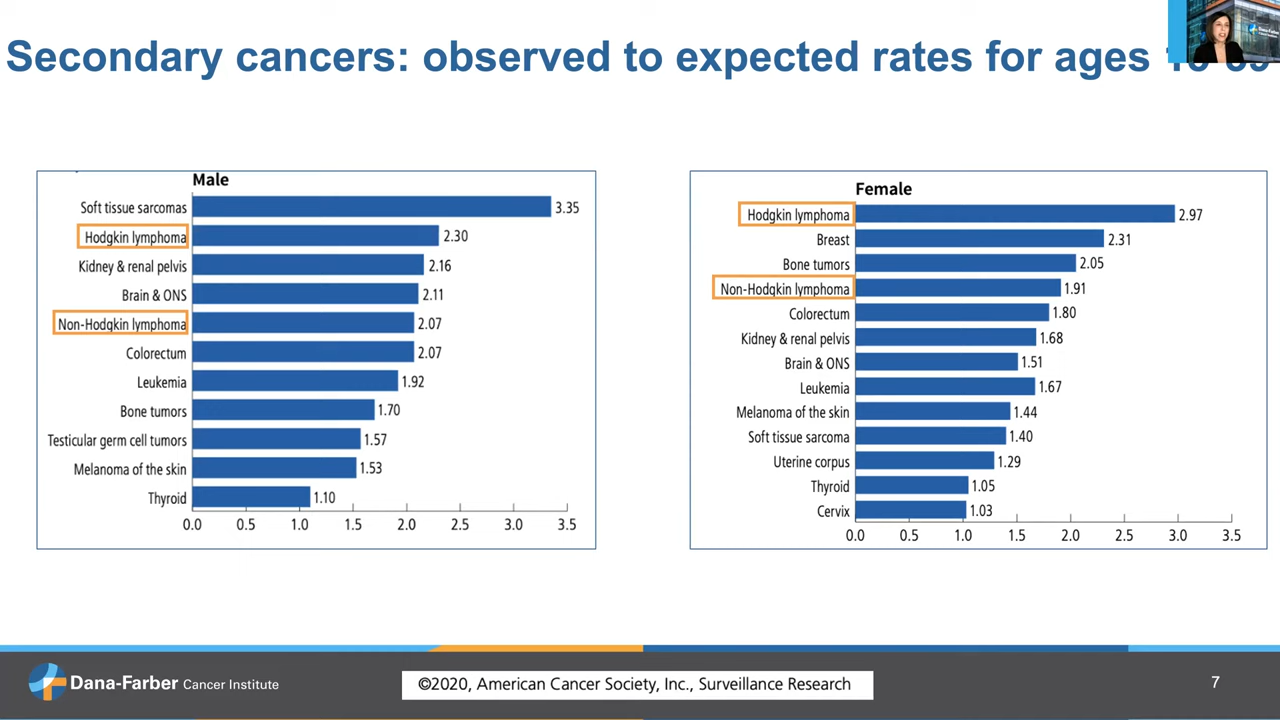 Secondary cancers: observed to expected rates for ages
Male
Soft tissue sarcomas 3.35
Hodgkin lymphoma 2.30
Kidney & renal pelvis 2.16
Brain & ONS 2.11
Non-Hodgkin lymphoma 2.07
Colorectum 2.07
Leukemia 1.92
Bone tumors 1.70
Testicular germ cell tumors 1.57
Melanoma of the skin 1.53
Thyroid 1.10
0.0 0.5 1.0 1.5 2.0 2.5 3.0 3.5
Female
Hodgkin lymphoma 2.97
Breast 2.31
Bone tumors 2.05
Non-Hodgkin lymphoma 1.91
Colorectum 1.80
Kidney & renal pelvis 1.68
Brain & ONS 1.51
Leukemia 1.67
Melanoma of the skin 1.44
Soft tissue sarcoma 1.40
Uterine corpus 1.29
Thyroid 1.05
Cervix 1.03
0.0 0.5 1.0 1.5 2.0 2.5 3.0 3.5
Dana-Farber Cancer Institute
©2020, American Cancer Society, Inc., Surveillance Research
7
Dana-Farber